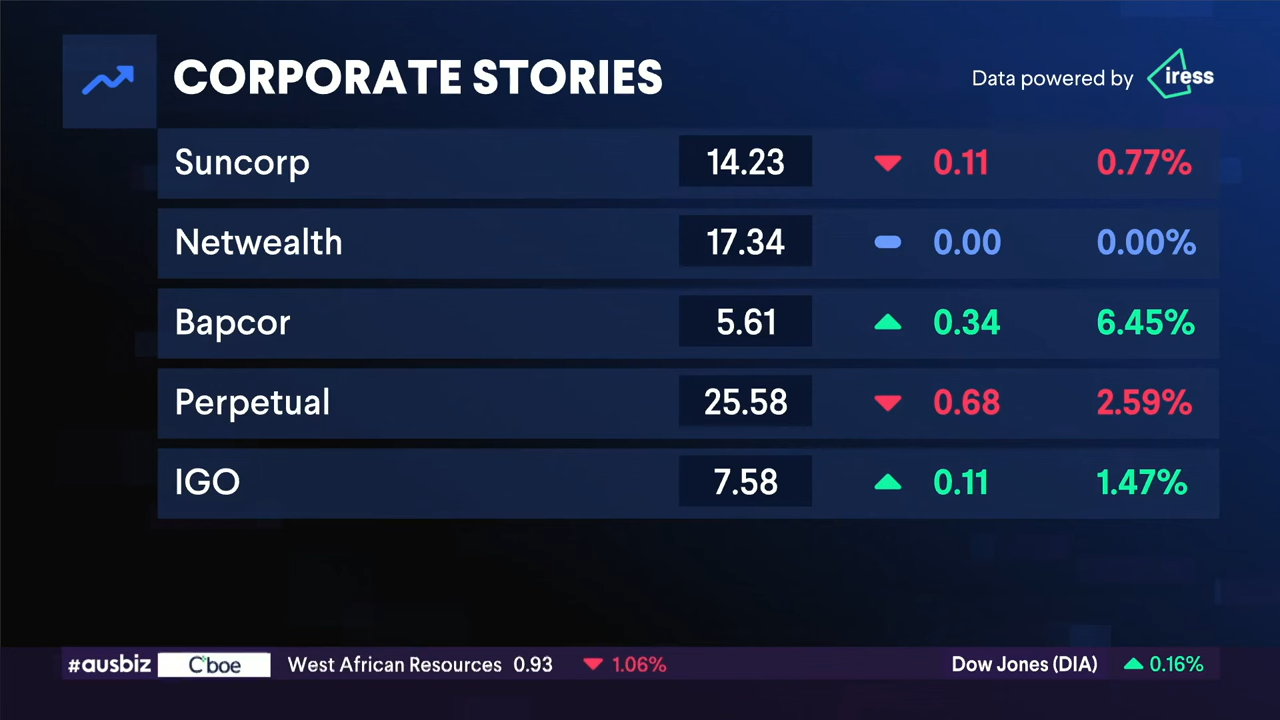 CORPORATE STORIES
Data powered by iress
Suncorp 14.23 0.11 0.77%
Netwealth 17.34 0.00 0.00%
Bapcor 5.61 0.34 6.45%
Perpetual 25.58 0.68 2.59%
IGO 7.58 0.11 1.47%
#ausbiz Cboe West African Resources 0.93 1.06% Dow Jones (DIA) 0.16%